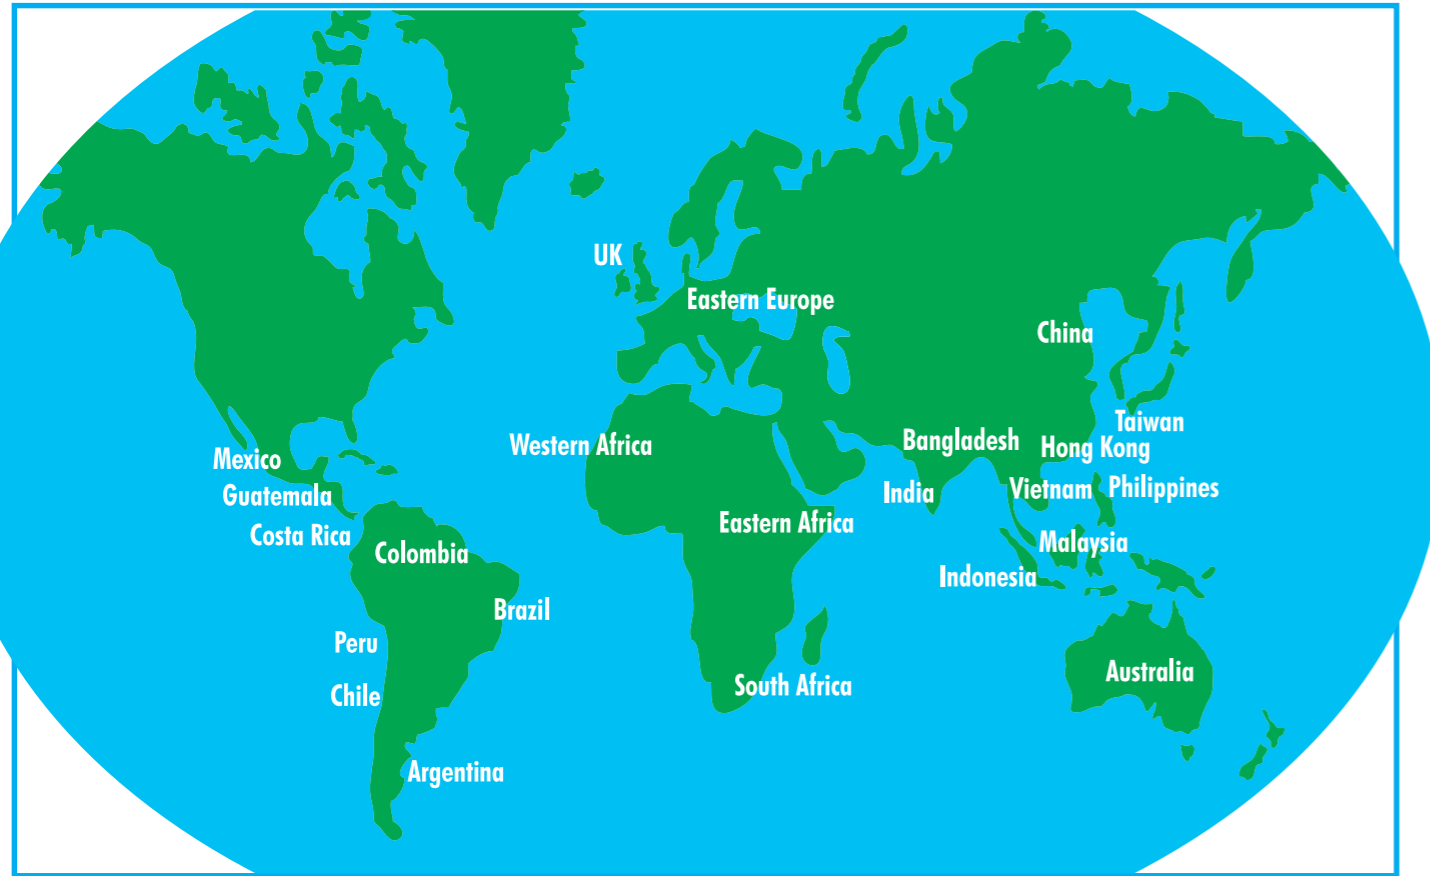 UK
Eastern Europe
China
Taiwan
Western Africa
Bangladesh
Hong Kong
Mexico
Guatemala
India
Vietnam
Philippines
Costa Rica
Colombia
Eastern Africa
Malaysia
Indonesia
Brazil
Peru
Chile
South Africa
Australia
Argentina